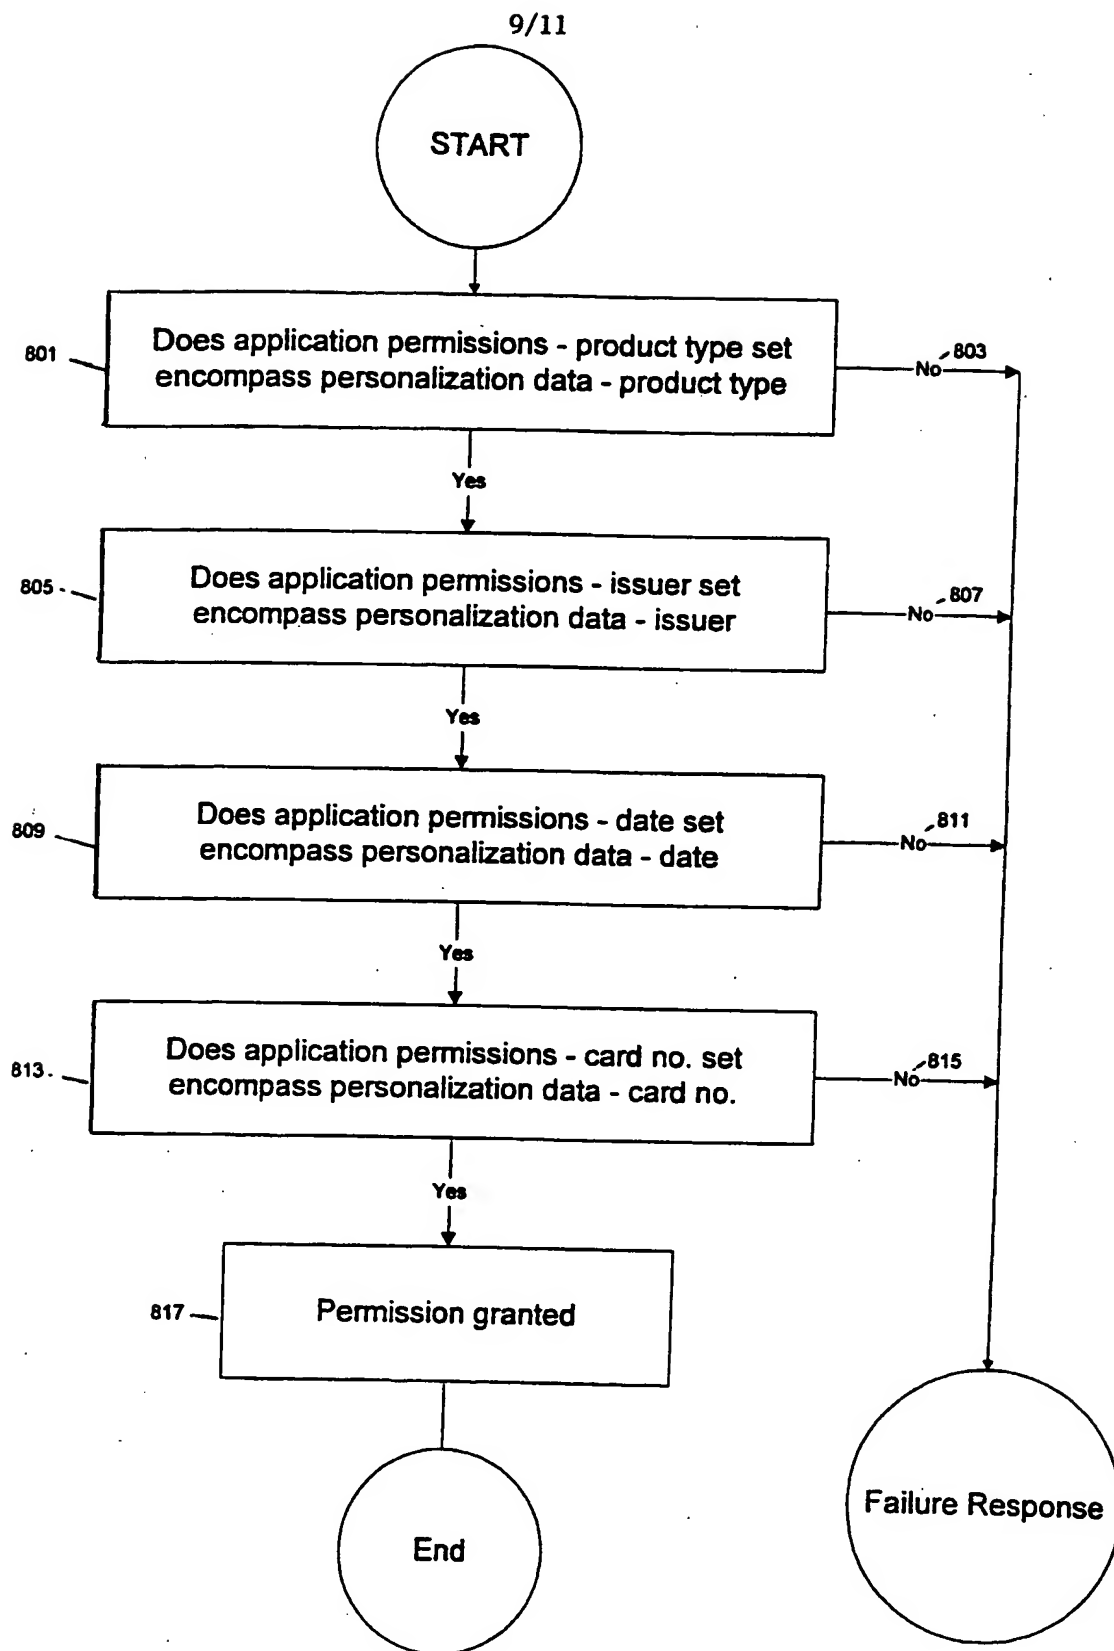 9/11
START
801
Does application permissions - product type set
encompass personalization data - product type
No
803
Yes
805
Does application permissions - issuer set
encompass personalization data - issuer
No
807
Yes
809
Does application permissions - date set
encompass personalization data - date
No
811
Yes
813
Does application permissions - card no. set
encompass personalization data - card no.
No
815
Yes
817
Permission granted
End
Failure Response